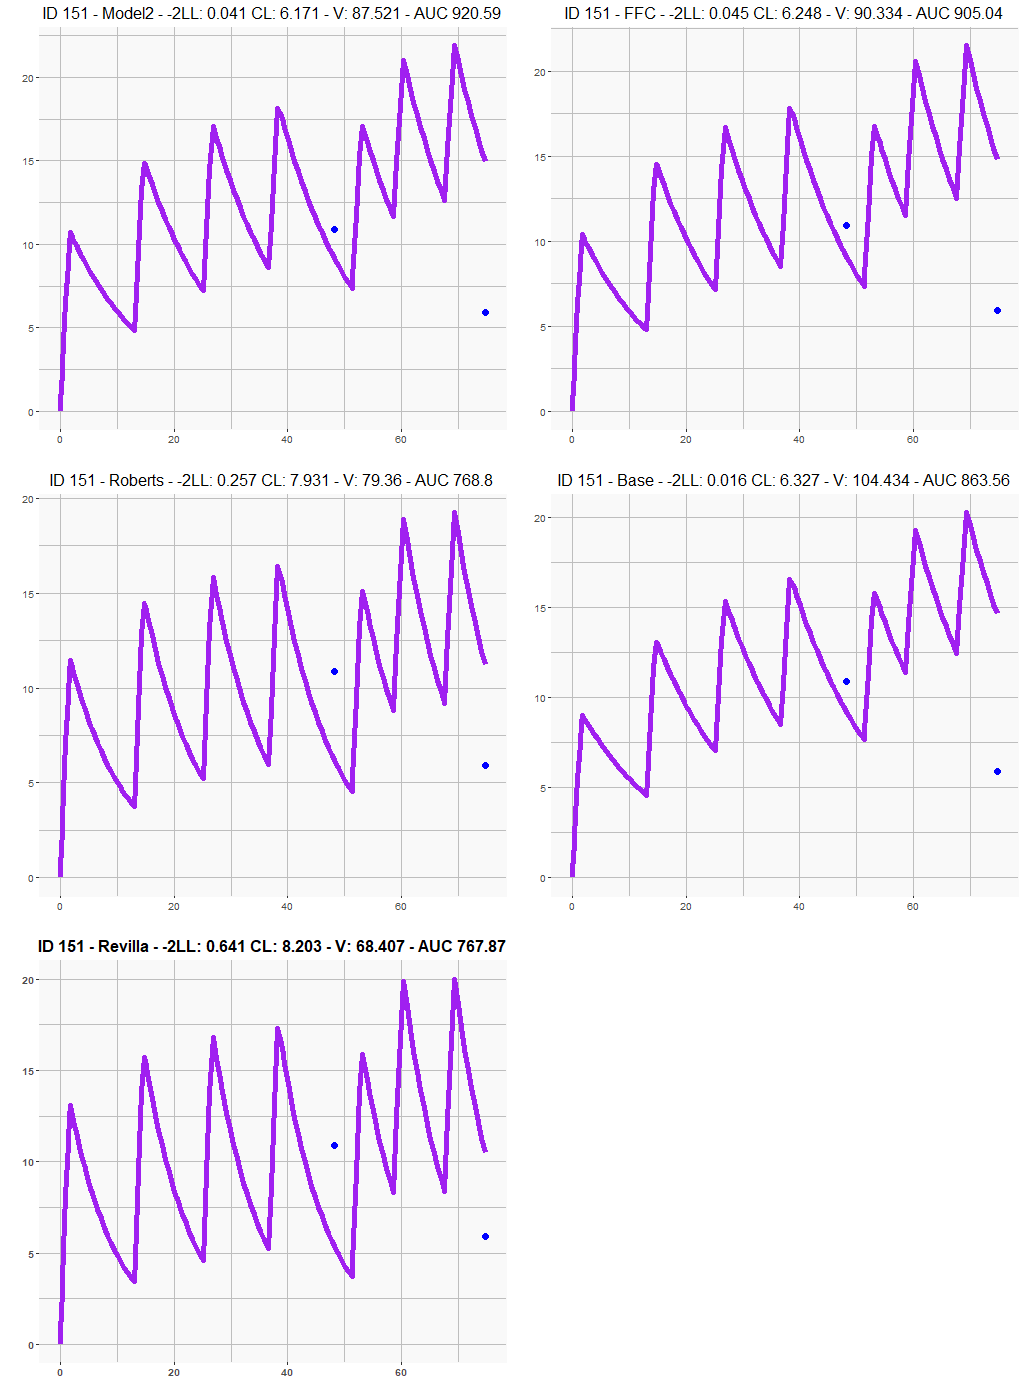 ID 151 - Model2 - -2LL: 0.041 CL: 6.171 - V: 87.521 - AUC 920.59
20
15
10
5
0
0 20 40 60
ID 151 - FFC - -2LL: 0.045 CL: 6.248 - V: 90.334 - AUC 905.04
20
15
10
5
0
0 20 40 60
ID 151 - Roberts - -2LL: 0.257 CL: 7.931 - V: 79.36 - AUC 768.8
20
15
10
5
0
0 20 40 60
ID 151 - Base - -2LL: 0.016 CL: 6.327 - V: 104.434 - AUC 863.56
20
15
10
5
0
0 20 40 60
ID 151 - Revilla - -2LL: 0.641 CL: 8.203 - V: 68.407 - AUC 767.87
20
15
10
5
0
0 20 40 60